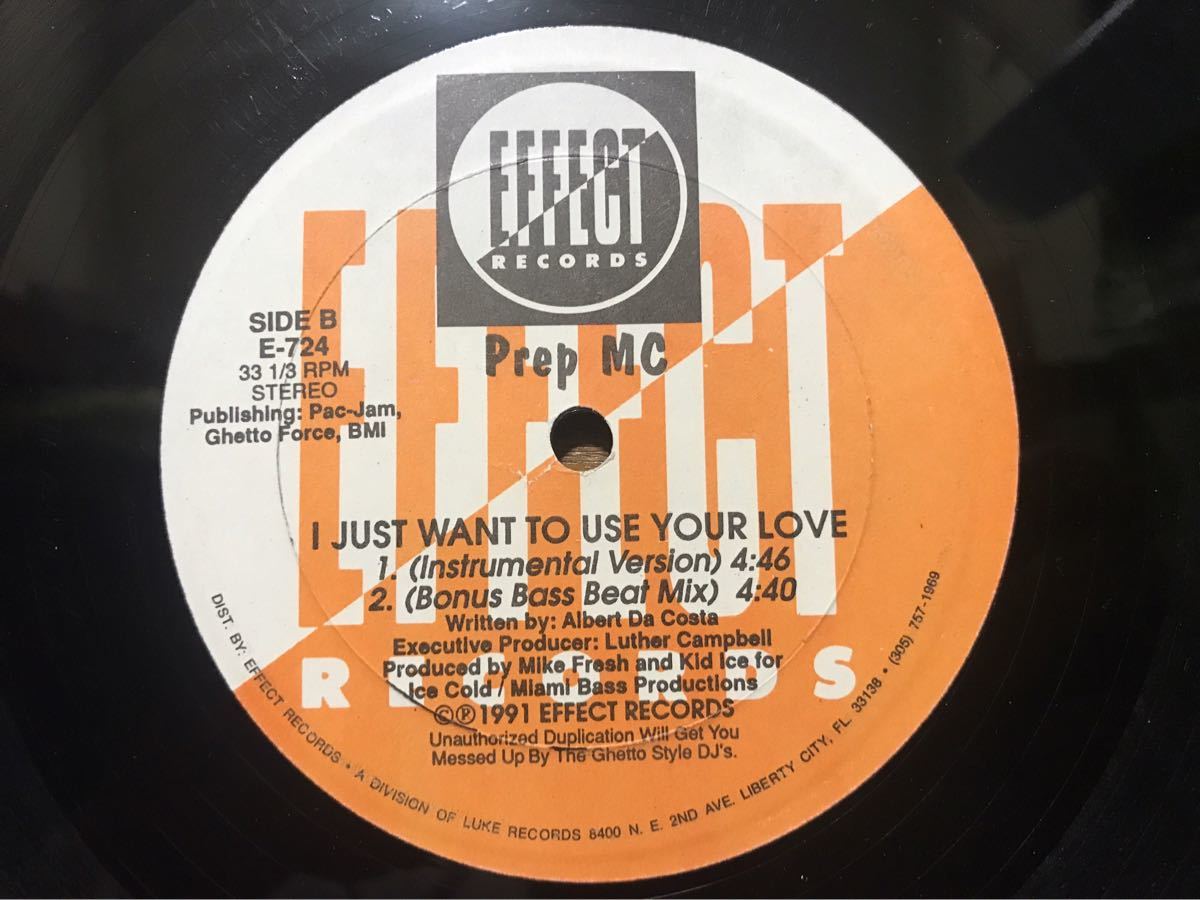 EFFECT
RECORDS
EFFECT
Prep MC
SIDE B
E-724
33 1/3 RPM
STEREO
Publishing: Pac-Jam,
Ghetto Force, BMI
I JUST WANT TO USE YOUR LOVE
1. (Instrumental Version) 4:46
2. (Bonus Bass Beat Mix) 4:40
Written by: Albert Da Costa
Executive Producer: Luther Campbell
Produced by Mike Fresh and Kid Ice for
Ice Cold / Miami Bass Productions
RECORDS
©℗1991 EFFECT RECORDS
Unauthorized Duplication Will Get You
Messed Up By The Ghetto Style DJ's.
DIST. BY: EFFECT RECORDS • A DIVISION OF LUKE RECORDS 8400 N. E. 2ND AVE. LIBERTY CITY, FL. 33138 • (305) 757-1969